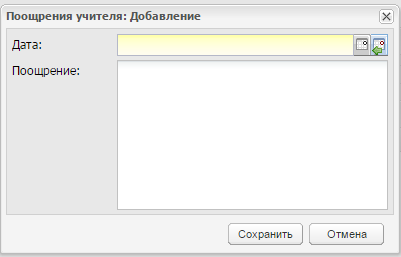 Поощрения учителя: Добавление
Дата:
Поощрение:
Сохранить
Отмена